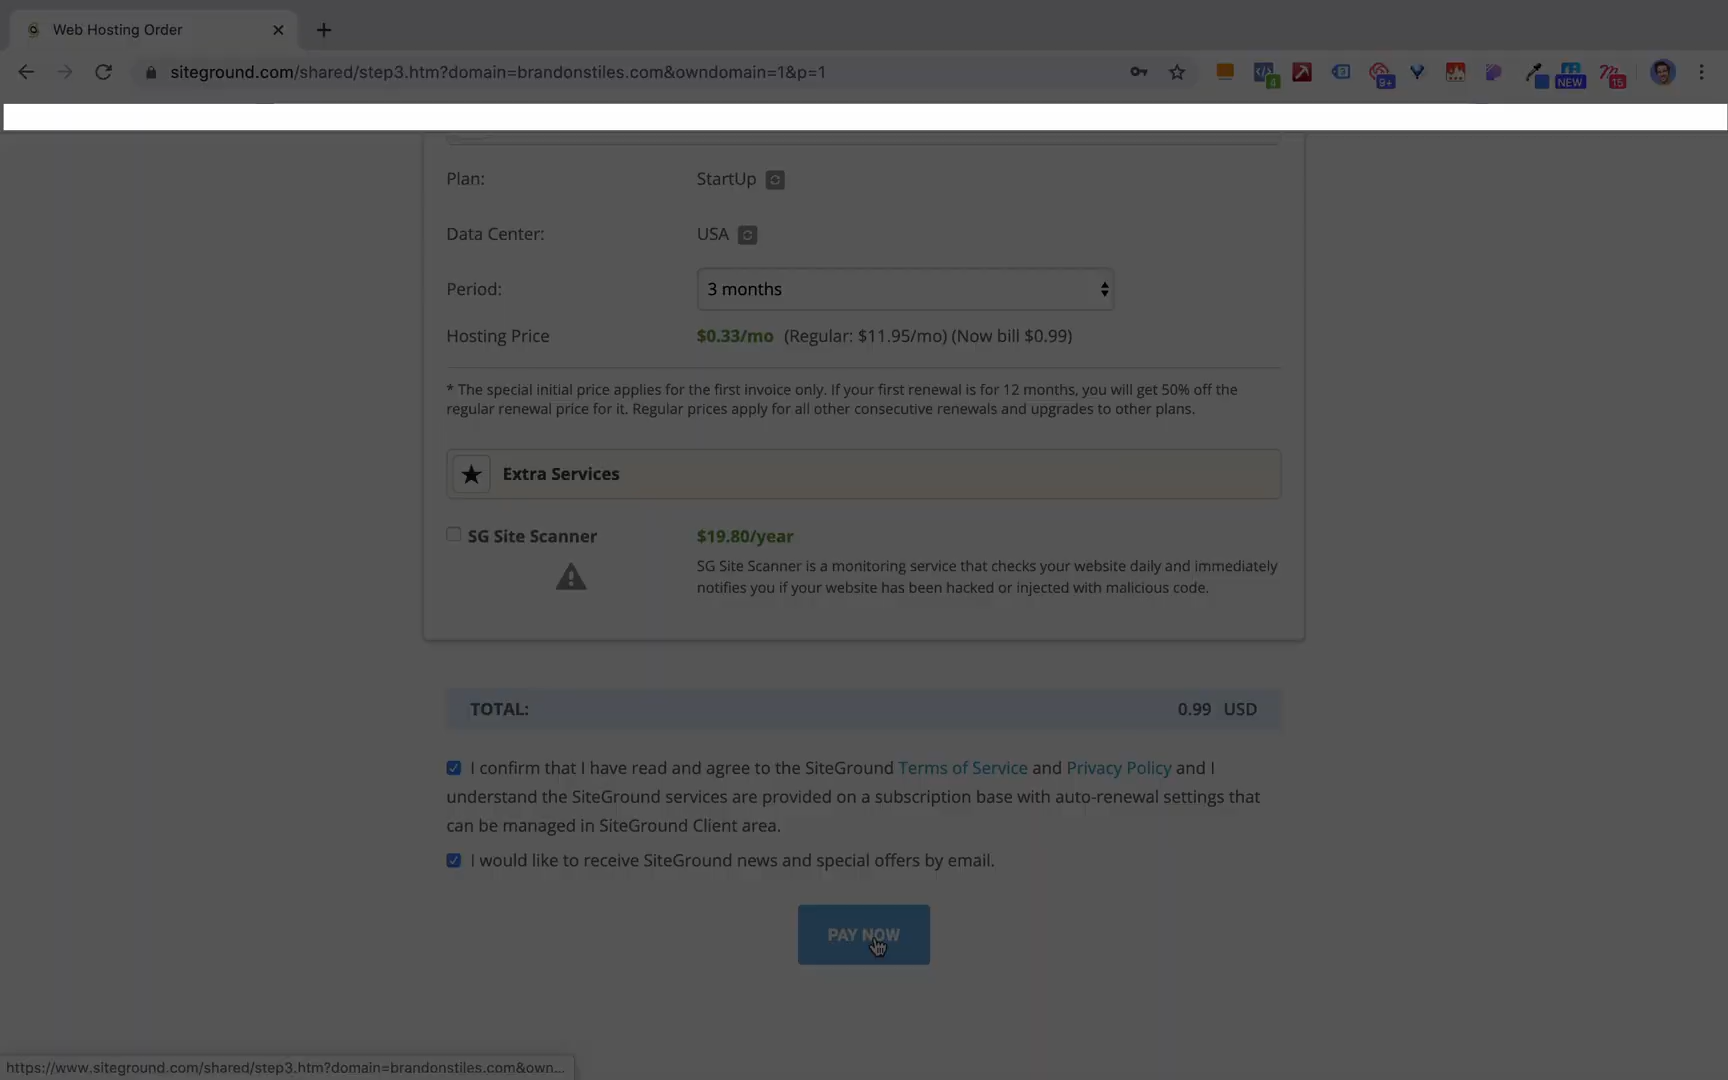 Web Hosting Order
siteground.com/shared/step3.htm?domain=brandonstiles.com&owndomain=1&p=1
4
9+
NEW
15
Plan: StartUp
Data Center: USA
Period: 3 months
Hosting Price $0.33/mo (Regular: $11.95/mo) (Now bill $0.99)
* The special initial price applies for the first invoice only. If your first renewal is for 12 months, you will get 50% off the
regular renewal price for it. Regular prices apply for all other consecutive renewals and upgrades to other plans.
Extra Services
SG Site Scanner $19.80/year
SG Site Scanner is a monitoring service that checks your website daily and immediately
notifies you if your website has been hacked or injected with malicious code.
TOTAL: 0.99 USD
I confirm that I have read and agree to the SiteGround Terms of Service and Privacy Policy and I
understand the SiteGround services are provided on a subscription base with auto-renewal settings that
can be managed in SiteGround Client area.
I would like to receive SiteGround news and special offers by email.
PAY NOW
https://www.siteground.com/shared/step3.htm?domain=brandonstiles.com&own...